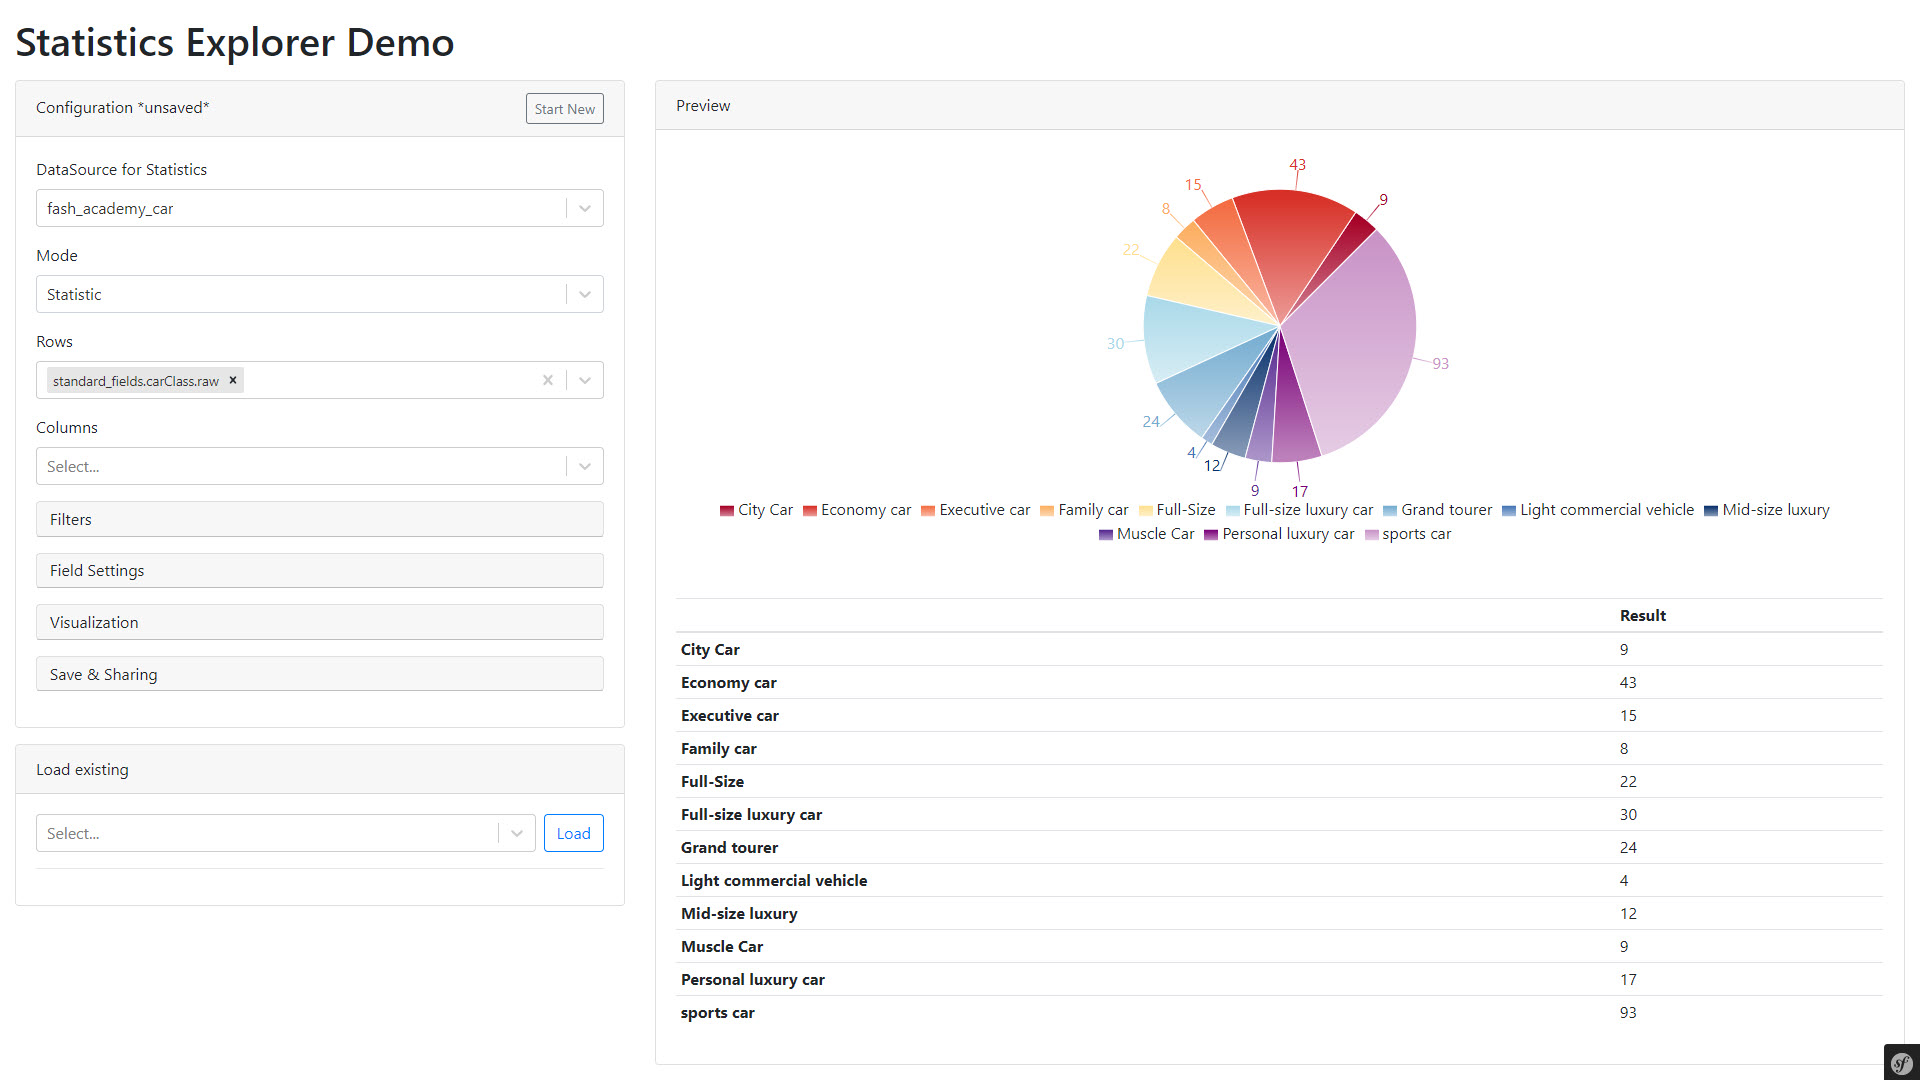 Statistics Explorer Demo
Configuration *unsaved*
Start New
DataSource for Statistics
fash_academy_car
Mode
Statistic
Rows
standard_fields.carClass.raw ×
Columns
Select...
Filters
Field Settings
Visualization
Save & Sharing
Load existing
Select...
Load
Preview
43
9
15
8
22
30
24
4
12
9
17
93
City Car Economy car Executive car Family car Full-Size Full-size luxury car Grand tourer Light commercial vehicle Mid-size luxury
Muscle Car Personal luxury car sports car
Result
City Car 9
Economy car 43
Executive car 15
Family car 8
Full-Size 22
Full-size luxury car 30
Grand tourer 24
Light commercial vehicle 4
Mid-size luxury 12
Muscle Car 9
Personal luxury car 17
sports car 93
sf